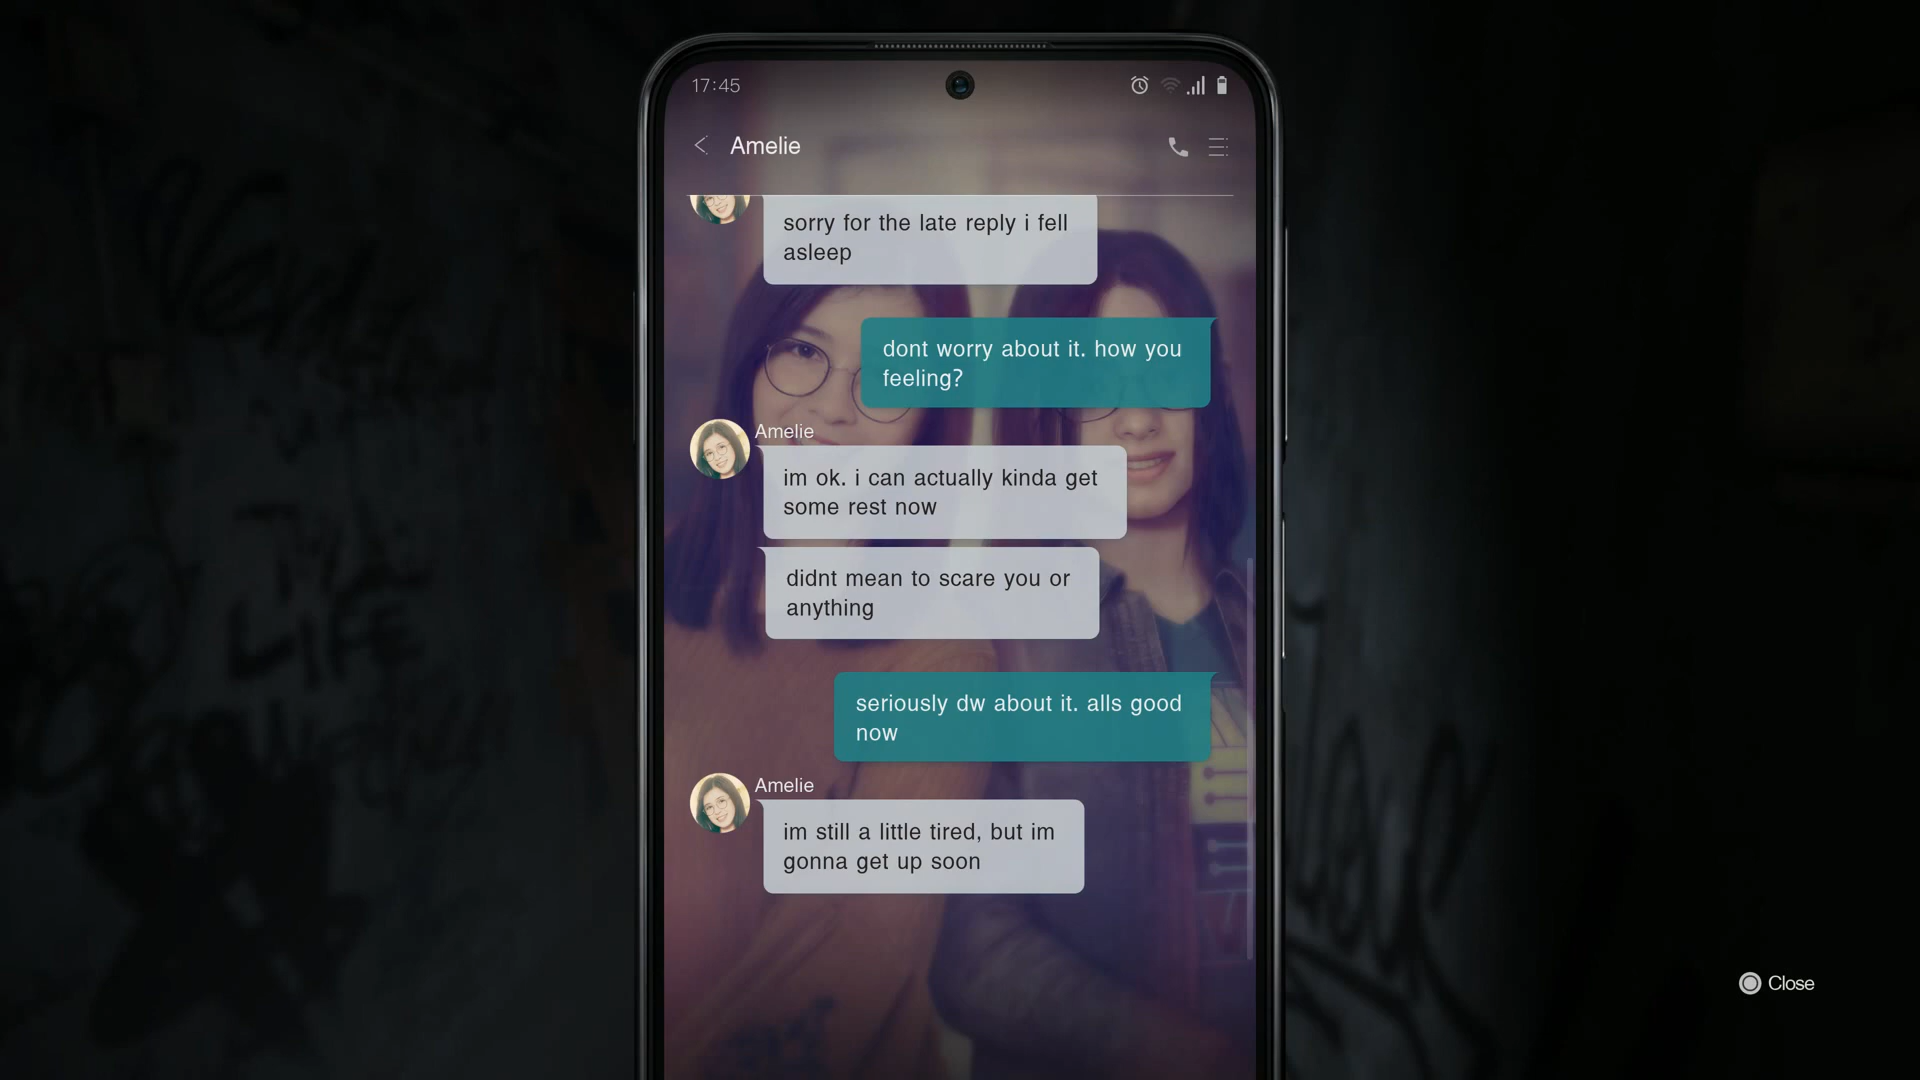 17:45
Amelie
sorry for the late reply i fell
asleep
dont worry about it. how you
feeling?
Amelie
im ok. i can actually kinda get
some rest now
didnt mean to scare you or
anything
seriously dw about it. alls good
now
Amelie
im still a little tired, but im
gonna get up soon
Close